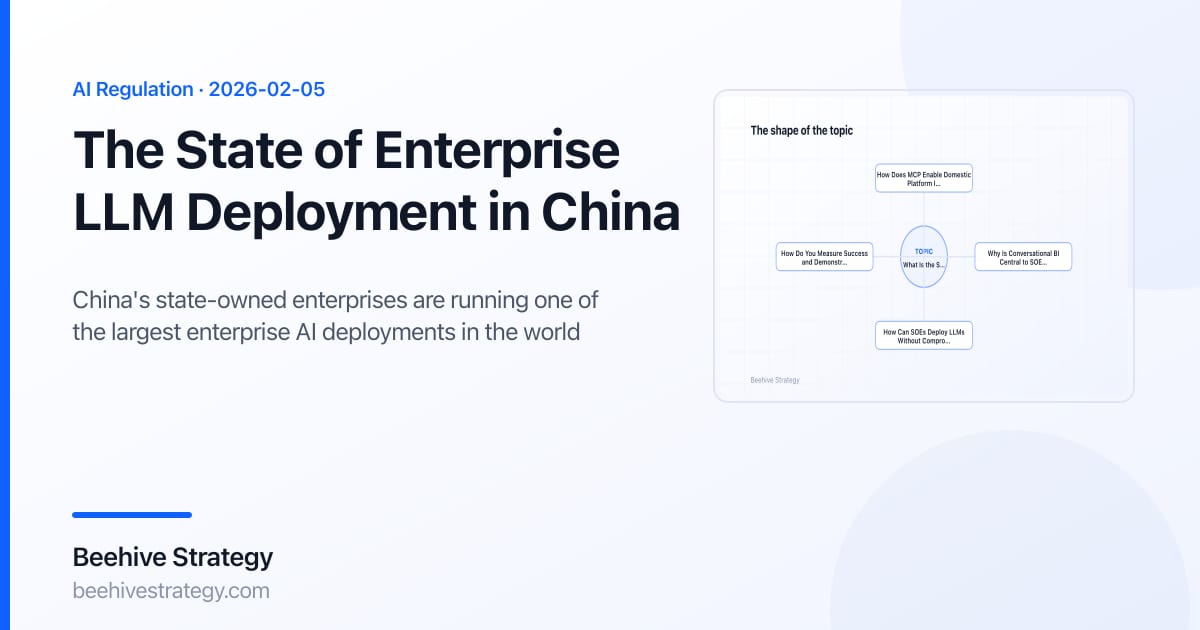 AI Regulation · 2026-02-05
The State of Enterprise
LLM Deployment in China
China's state-owned enterprises are running one of
the largest enterprise AI deployments in the world
Beehive Strategy
beehivestrategy.com
The shape of the topic
How Does MCP Enable Domestic
Platform I...
How Do You Measure Success
and Demonstr...
TOPIC
What Is the S...
Why Is Conversational BI
Central to SOE...
How Can SOEs Deploy LLMs
Without Compro...
Beehive Strategy